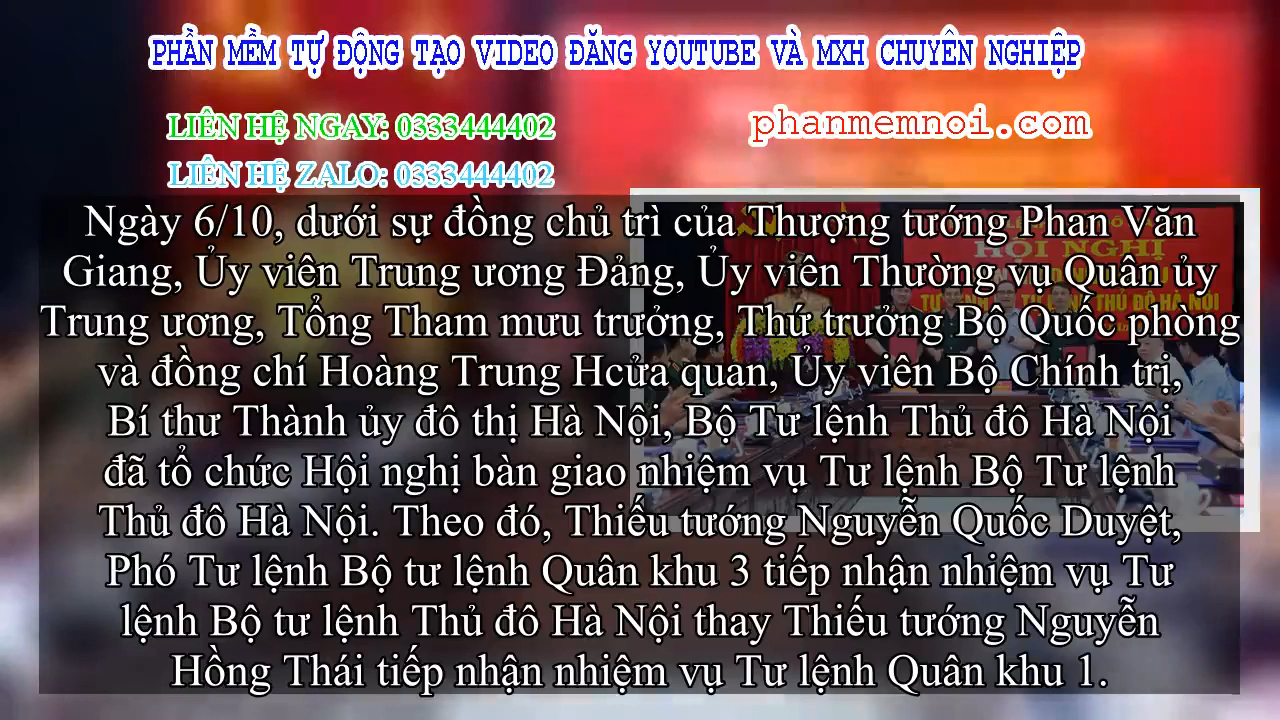 PHẦN MỀM TỰ ĐỘNG TẠO VIDEO ĐĂNG YOUTUBE VÀ MXH CHUYÊN NGHIỆP
LIÊN HỆ NGAY: 0333444402
phanmemnoi.com
LIÊN HỆ ZALO: 0333444402
Ngày 6/10, dưới sự đồng chủ trì của Thượng tướng Phan Văn
Giang, Ủy viên Trung ương Đảng, Ủy viên Thường vụ Quân ủy
Trung ương, Tổng Tham mưu trưởng, Thứ trưởng Bộ Quốc phòng
và đồng chí Hoàng Trung Hcửa quan, Ủy viên Bộ Chính trị,
Bí thư Thành ủy đô thị Hà Nội, Bộ Tư lệnh Thủ đô Hà Nội
đã tổ chức Hội nghị bàn giao nhiệm vụ Tư lệnh Bộ Tư lệnh
Thủ đô Hà Nội. Theo đó, Thiếu tướng Nguyễn Quốc Duyệt,
Phó Tư lệnh Bộ tư lệnh Quân khu 3 tiếp nhận nhiệm vụ Tư
lệnh Bộ tư lệnh Thủ đô Hà Nội thay Thiếu tướng Nguyễn
Hồng Thái tiếp nhận nhiệm vụ Tư lệnh Quân khu 1.
HỘI NGHỊ
THỦ ĐÔ HÀ NỘI